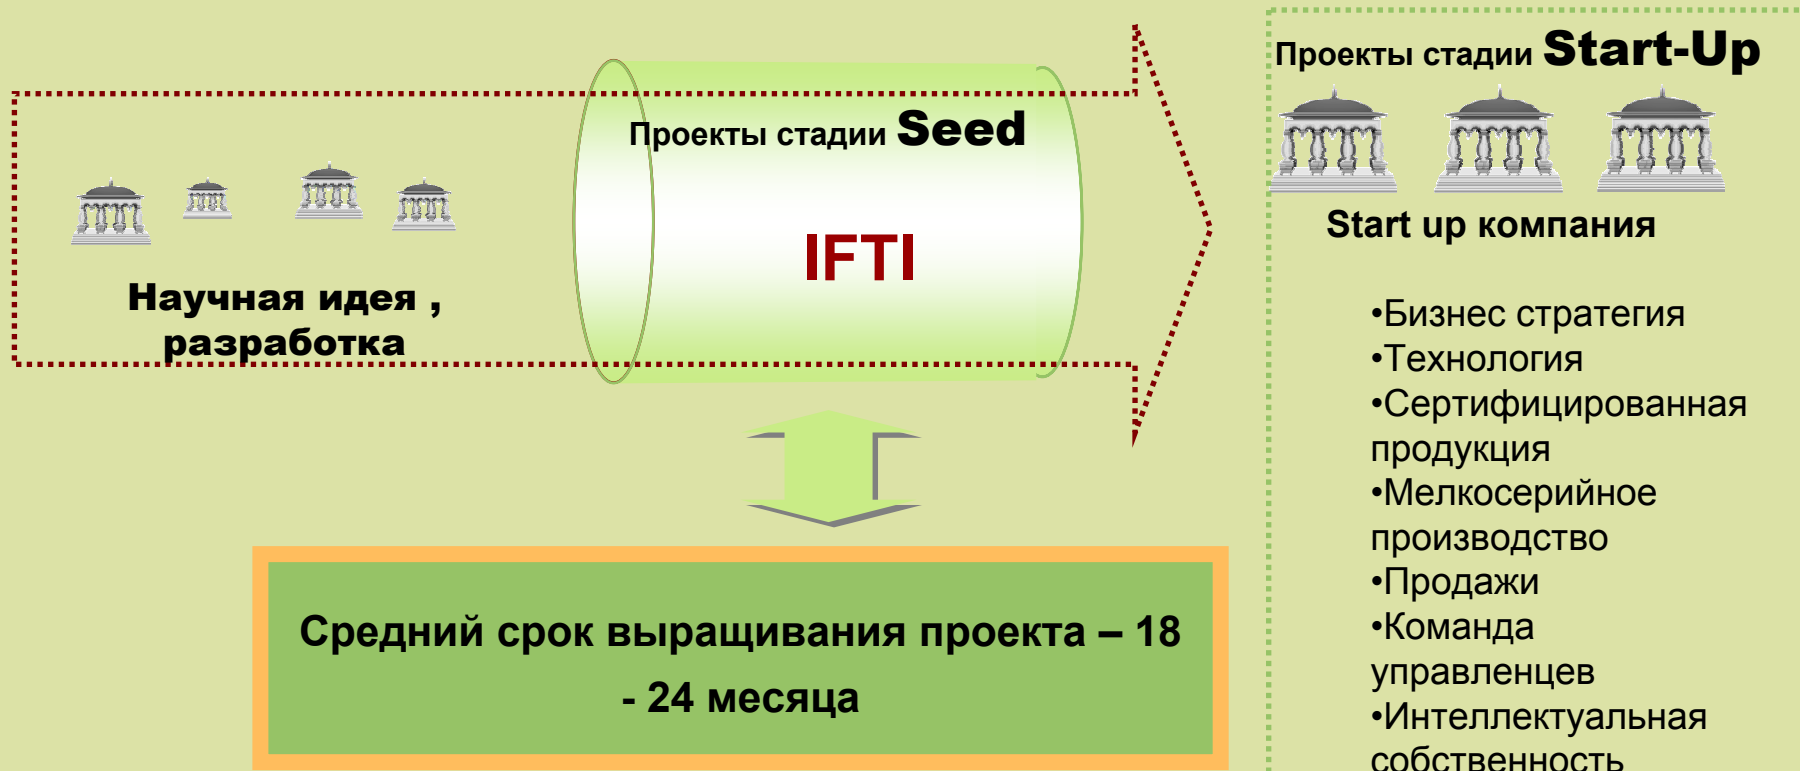 Проекты стадии Seed
IFTI
Научная идея ,
разработка
Средний срок выращивания проекта – 18
- 24 месяца
Проекты стадии Start-Up
Start up компания
•Бизнес стратегия
•Технология
•Сертифицированная
продукция
•Мелкосерийное
производство
•Продажи
•Команда
управленцев
•Интеллектуальная
собственность